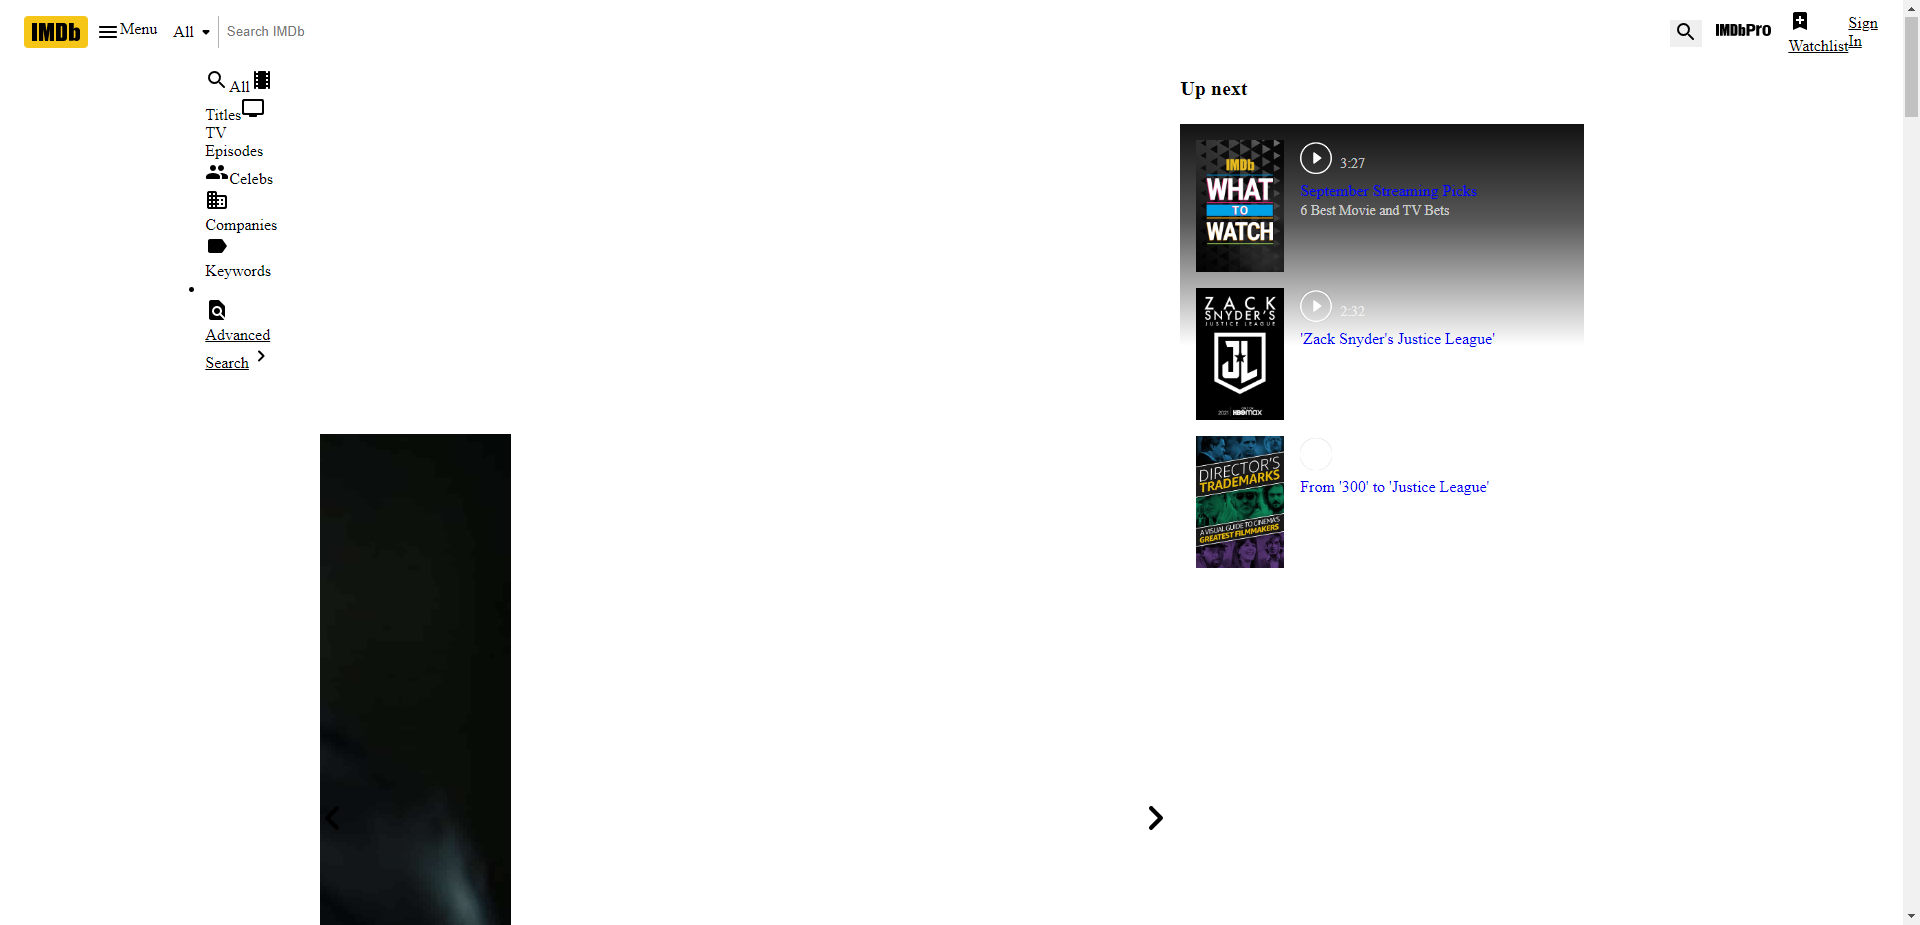 IMDb Menu All Search IMDb IMDbPro Watchlist Sign In
All
Titles
TV
Episodes
Celebs
Companies
Keywords
Advanced
Search
Up next
IMDb
WHAT
TO
WATCH
3:27
September Streaming Picks
6 Best Movie and TV Bets
ZACK
SNYDER'S
JUSTICE LEAGUE
JL
2021 HBOmax
2:32
'Zack Snyder's Justice League'
DIRECTOR'S
TRADEMARKS
A VISUAL GUIDE TO CINEMA'S
GREATEST FILMMAKERS
From '300' to 'Justice League'